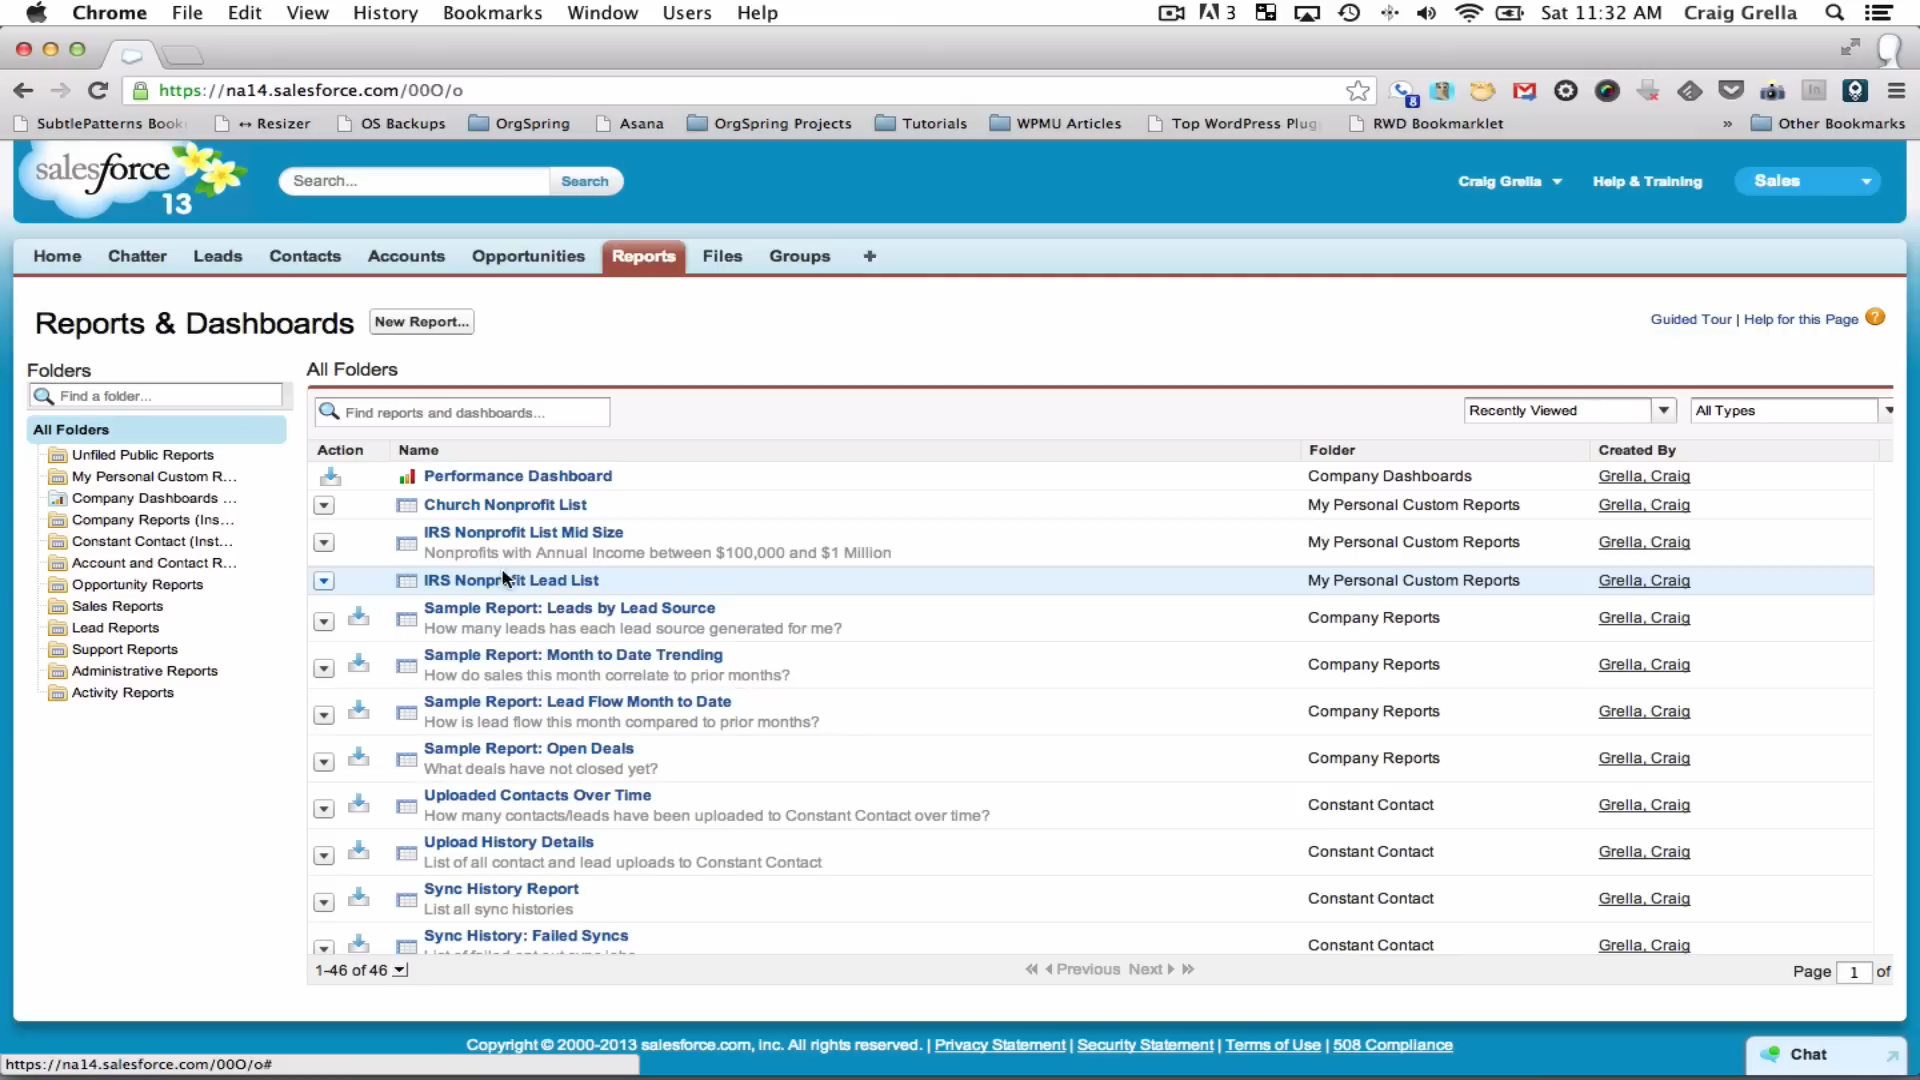 Chrome File Edit View History Bookmarks Window Users Help 3 Sat 11:32 AM Craig Grella
https://na14.salesforce.com/00O/o 8
SubtlePatterns Book ↔ Resizer OS Backups OrgSpring Asana OrgSpring Projects Tutorials WPMU Articles Top WordPress Plug RWD Bookmarklet » Other Bookmarks
salesforce 13 Search... Search Craig Grella Help & Training Sales
Home Chatter Leads Contacts Accounts Opportunities Reports Files Groups +
Reports & Dashboards New Report... Guided Tour | Help for this Page ?
Folders
Find a folder...
All Folders
Unfiled Public Reports
My Personal Custom R...
Company Dashboards ...
Company Reports (Ins...
Constant Contact (Inst...
Account and Contact R...
Opportunity Reports
Sales Reports
Lead Reports
Support Reports
Administrative Reports
Activity Reports
All Folders
Find reports and dashboards... Recently Viewed All Types
Action Name Folder Created By
Performance Dashboard Company Dashboards Grella, Craig
Church Nonprofit List My Personal Custom Reports Grella, Craig
IRS Nonprofit List Mid Size
Nonprofits with Annual Income between $100,000 and $1 Million My Personal Custom Reports Grella, Craig
IRS Nonprofit Lead List My Personal Custom Reports Grella, Craig
Sample Report: Leads by Lead Source
How many leads has each lead source generated for me? Company Reports Grella, Craig
Sample Report: Month to Date Trending
How do sales this month correlate to prior months? Company Reports Grella, Craig
Sample Report: Lead Flow Month to Date
How is lead flow this month compared to prior months? Company Reports Grella, Craig
Sample Report: Open Deals
What deals have not closed yet? Company Reports Grella, Craig
Uploaded Contacts Over Time
How many contacts/leads have been uploaded to Constant Contact over time? Constant Contact Grella, Craig
Upload History Details
List of all contact and lead uploads to Constant Contact Constant Contact Grella, Craig
Sync History Report
List all sync histories Constant Contact Grella, Craig
Sync History: Failed Syncs Constant Contact Grella, Craig
1-46 of 46 Previous Next Page 1 of
Copyright © 2000-2013 salesforce.com, inc. All rights reserved. | Privacy Statement | Security Statement | Terms of Use | 508 Compliance
https://na14.salesforce.com/00O/o# Chat